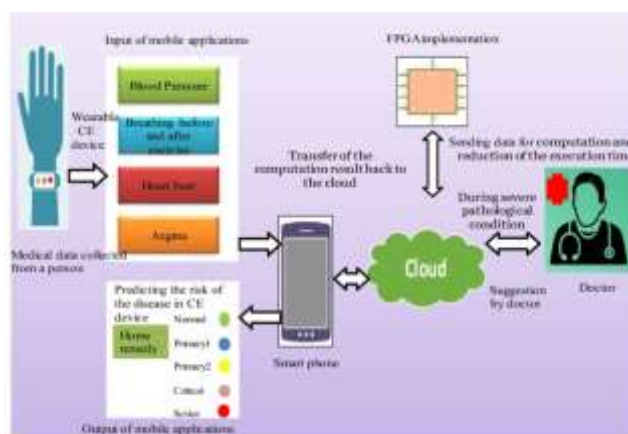 Input of mobile applications
FPGA implementation
Blood Pressure
Wearable
CE
device
Breathing before
and after
exercise
Sending data for computation and
reduction of the execution time
Transfer of the
computation result back to
the cloud
Heart Beat
During severe
pathological
condition
Angina
Medical data collected
from a person
Cloud
Predicting the risk of
the disease in CE
device
Suggestion
by doctor
Doctor
Normal
Home
remedy
Primary1
Primary2
Smart phone
Critical
Output of mobile applications